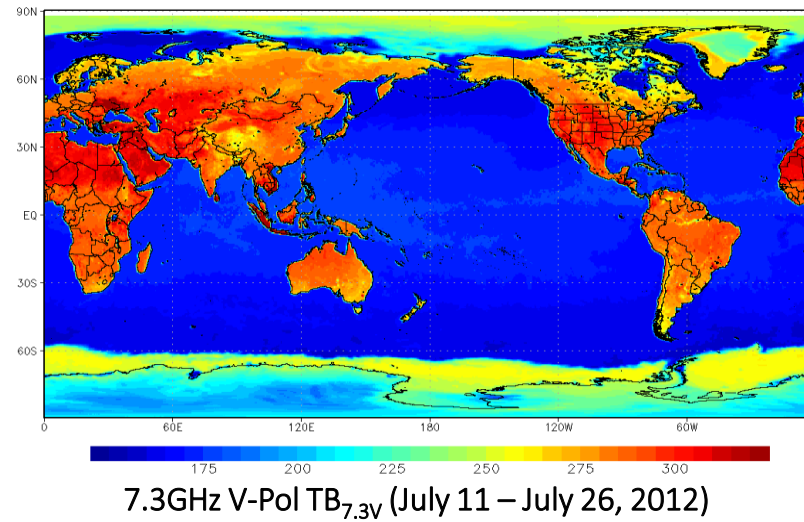 90N
60N
30N
EQ
30S
60S
0 60E 120E 180 120W 60W
175 200 225 250 275 300
7.3GHz V-Pol TB7.3V (July 11 – July 26, 2012)